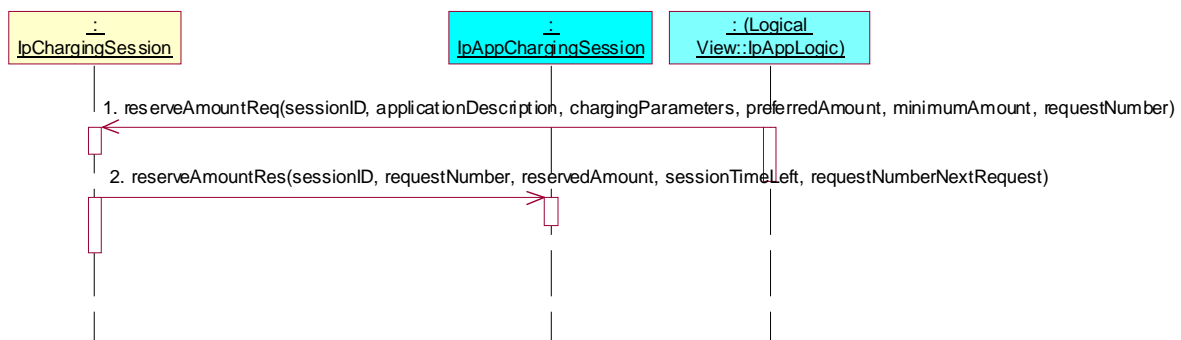 :
IpChargingSession
:
IpAppChargingSession
: (Logical
View::IpAppLogic)
1. reserveAmountReq(sessionID, applicationDescription, chargingParameters, preferredAmount, minimumAmount, requestNumber)
2. reserveAmountRes(sessionID, requestNumber, reservedAmount, sessionTimeLeft, requestNumberNextRequest)